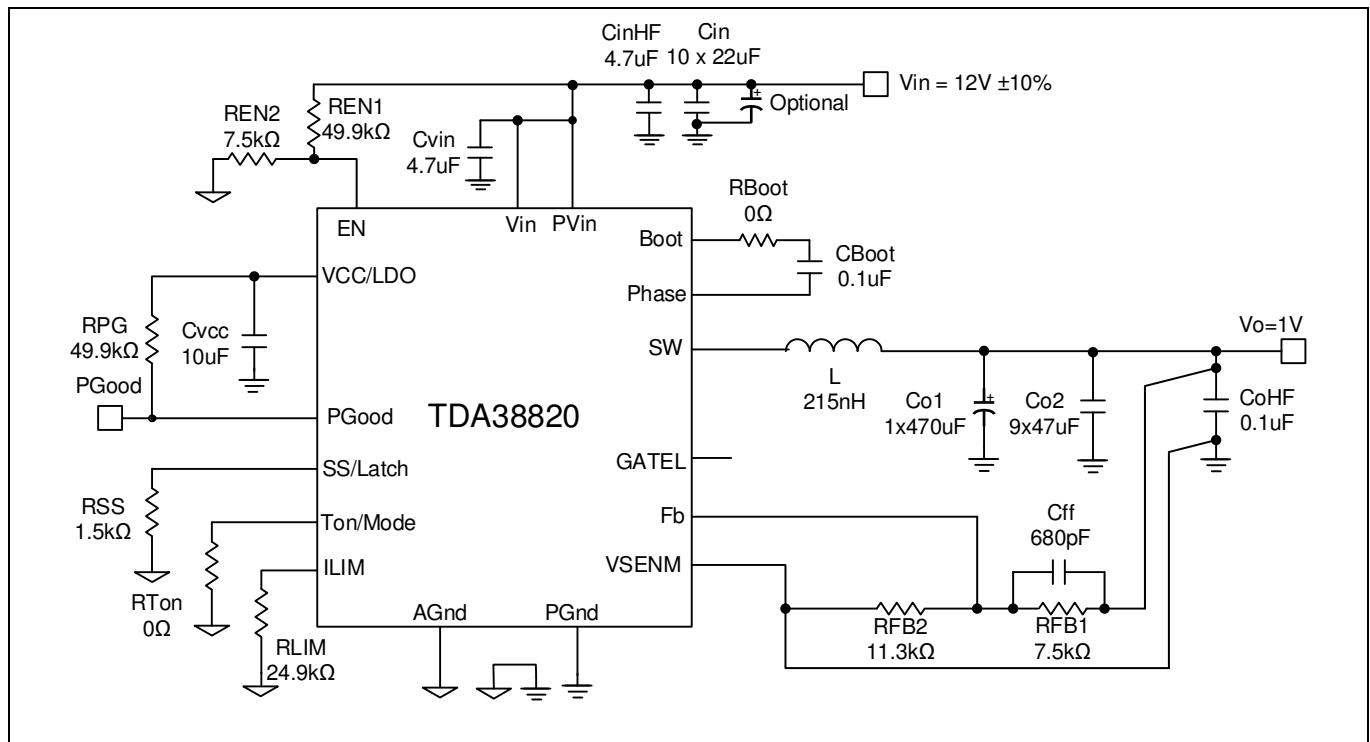 CinHF
4.7uF
Cin
10 x 22uF
Vin = 12V ±10%
Optional
REN2
7.5kΩ
REN1
49.9kΩ
Cvin
4.7uF
+
RBoot
0Ω
CBoot
0.1uF
EN
Vin
PVin
Boot
VCC/LDO
Phase
RPG
49.9kΩ
Cvcc
10uF
SW
L
215nH
Vo=1V
Co1
1x470uF
+
Co2
9x47uF
CoHF
0.1uF
PGood
PGood
TDA38820
GATEL
SS/Latch
RSS
1.5kΩ
Ton/Mode
Fb
Cff
680pF
ILIM
VSENM
RTon
0Ω
RLIM
24.9kΩ
AGnd
PGnd
RFB2
11.3kΩ
RFB1
7.5kΩ